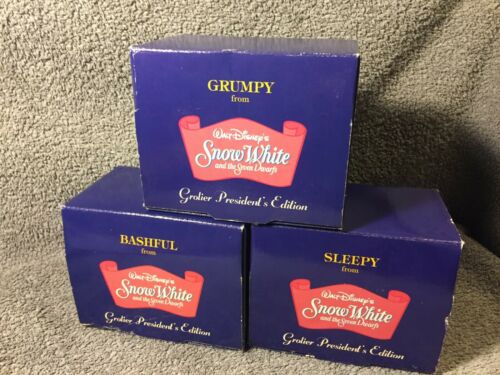 GRUMPY
from
Walt Disney's
Snow White
and the Seven Dwarfs
Grolier President's Edition
BASHFUL
from
Walt Disney's
Snow White
and the Seven Dwarfs
Grolier President's Edition
SLEEPY
from
Walt Disney's
Snow White
and the Seven Dwarfs
Grolier President's Edition